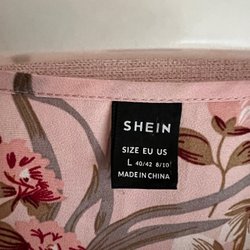 SHEIN
SIZE EU US
L 40/42 8/10
MADE IN CHINA